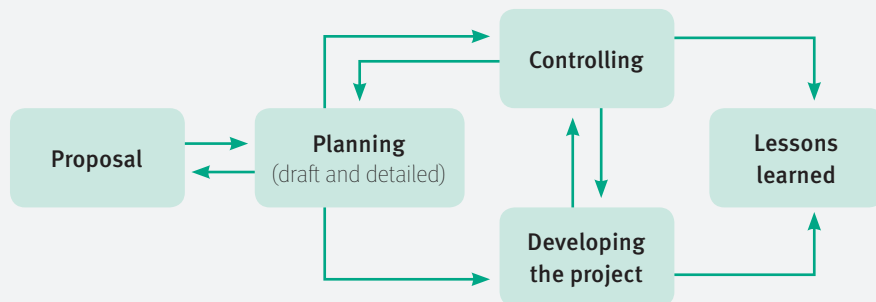 Proposal
Planning
(draft and detailed)
Controlling
Developing
the project
Lessons
learned